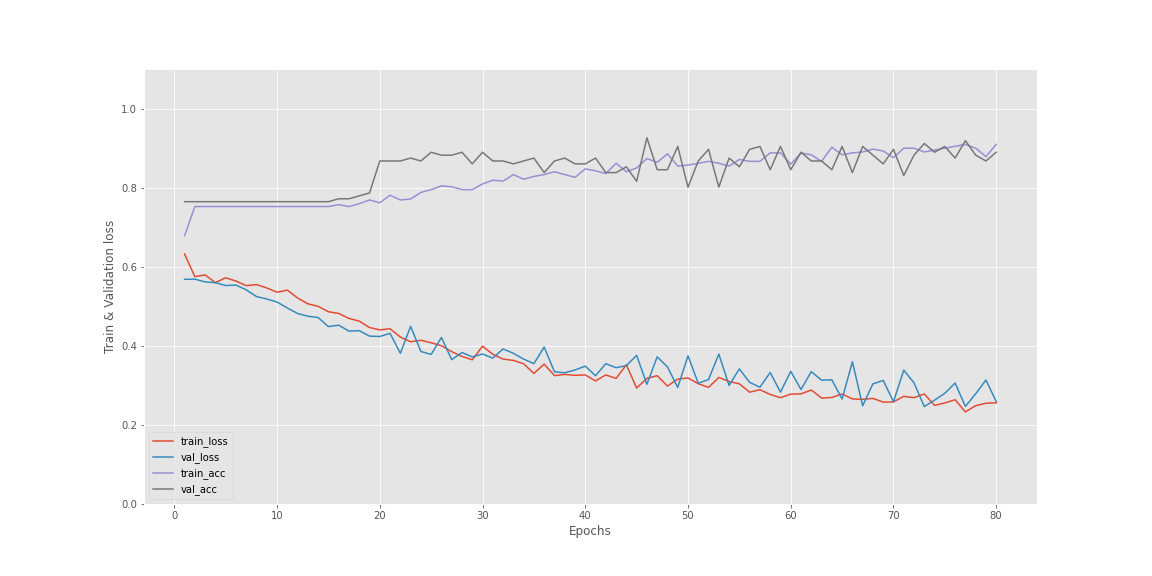 1.0
0.8
0.6
0.4
0.2
0.0
Train & Validation loss
train_loss
val_loss
train_acc
val_acc
0 10 20 30 40 50 60 70 80
Epochs